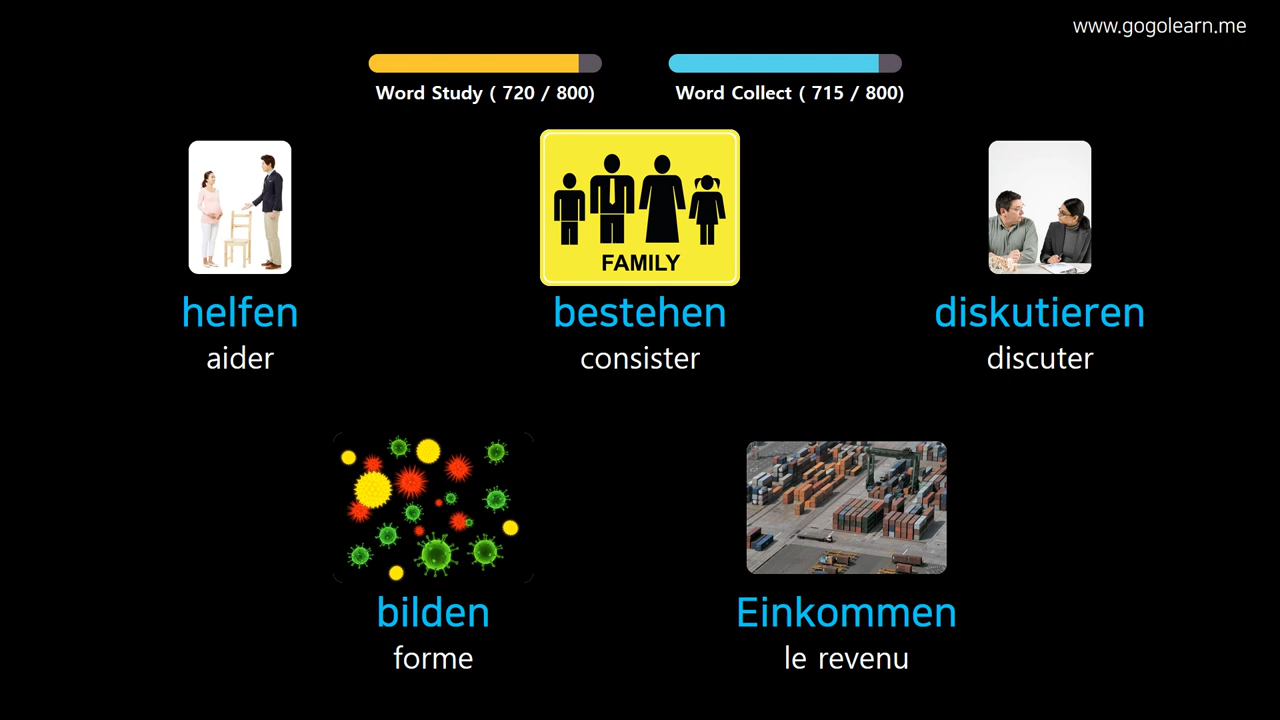 www.gogolearn.me
Word Study ( 720 / 800)
Word Collect ( 715 / 800)
FAMILY
helfen
bestehen
diskutieren
aider
consister
discuter
bilden
Einkommen
forme
le revenu